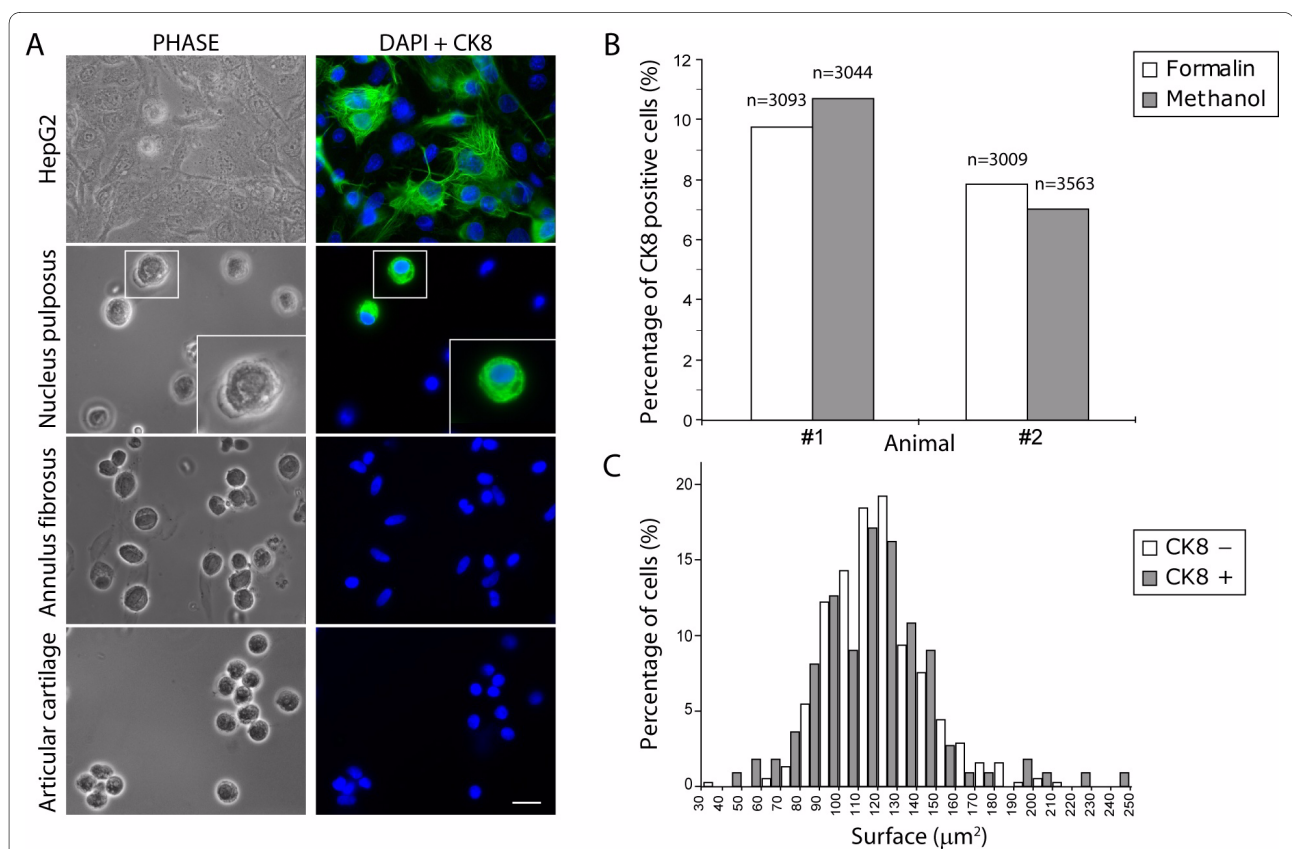 A
PHASE
DAPI + CK8
HepG2
Nucleus pulposus
Annulus fibrosus
Articular cartilage
B
Percentage of CK8 positive cells (%)
12
10
8
6
4
2
0
n=3093
n=3044
n=3009
n=3563
Formalin
Methanol
#1
Animal
#2
C
Percentage of cells (%)
20
15
10
5
0
CK8 −
CK8 +
30 40 50 60 70 80 90 100 110 120 130 140 150 160 170 180 190 200 210 220 230 240 250
Surface (μm²)